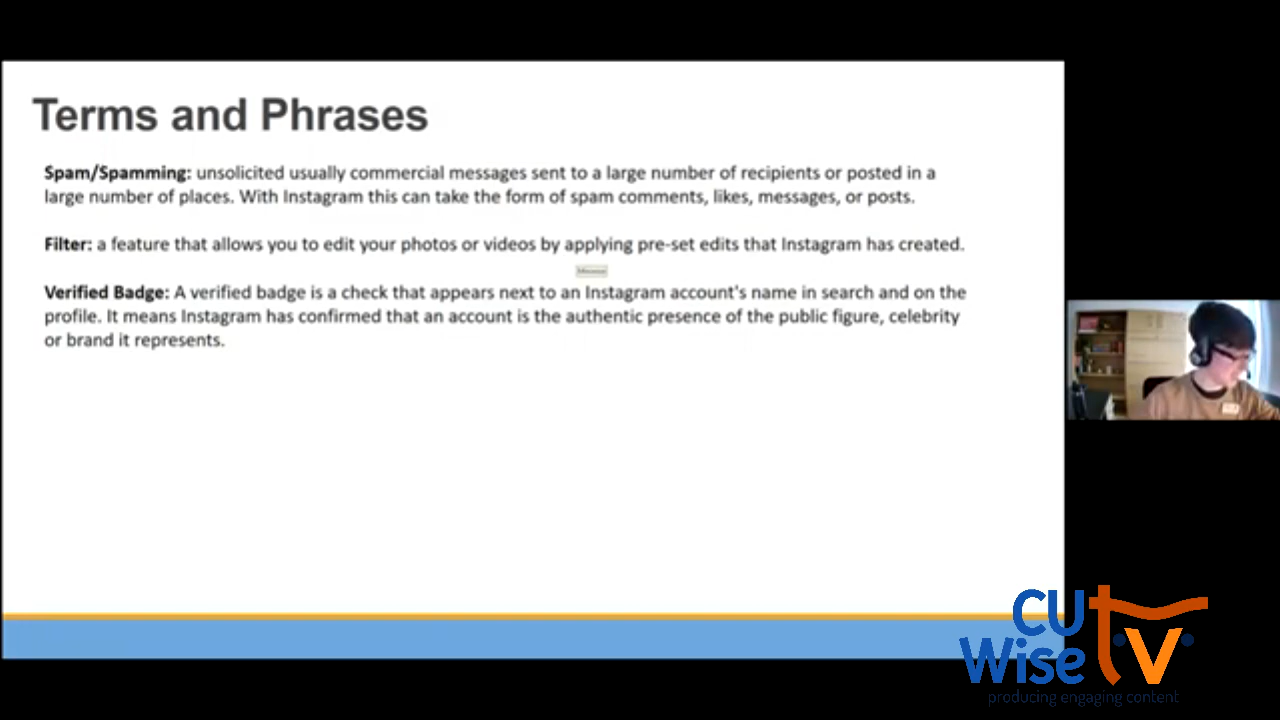 Terms and Phrases
Spam/Spamming: unsolicited usually commercial messages sent to a large number of recipients or posted in a
large number of places. With Instagram this can take the form of spam comments, likes, messages, or posts.
Filter: a feature that allows you to edit your photos or videos by applying pre-set edits that Instagram has created.
Verified Badge: A verified badge is a check that appears next to an Instagram account's name in search and on the
profile. It means Instagram has confirmed that an account is the authentic presence of the public figure, celebrity
or brand it represents.
CU
Wise
tv
producing engaging content